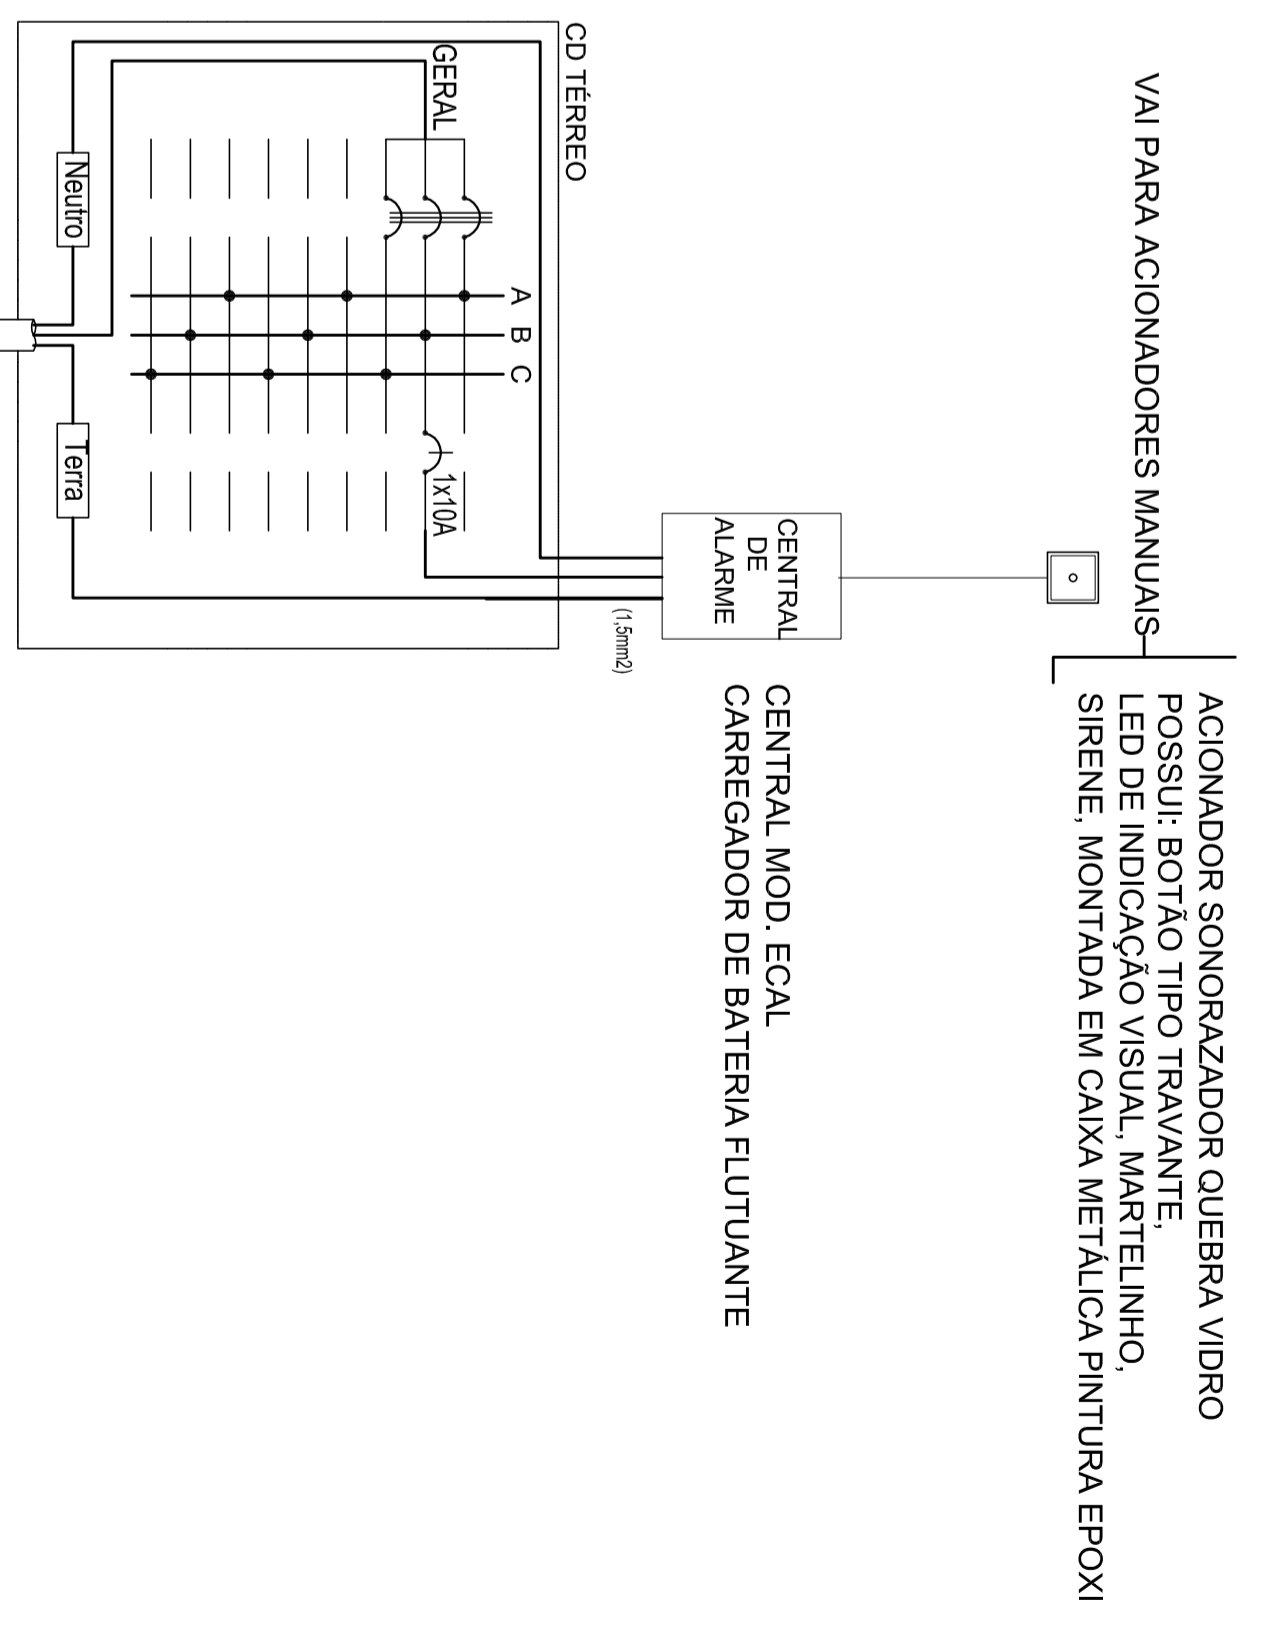 VAI PARA ACIONADORES MANUAIS
ACIONADOR SONORAZADOR QUEBRA VIDRO
POSSUI: BOTÃO TIPO TRAVANTE,
LED DE INDICAÇÃO VISUAL, MARTELINHO,
SIRENE, MONTADA EM CAIXA METÁLICA PINTURA EPOXI
CENTRAL
DE
ALARME
CENTRAL MOD. ECAL
CARREGADOR DE BATERIA FLUTUANTE
(1,5mm2)
CD TÉRREO
GERAL
A
B
C
1x10A
Neutro
Terra